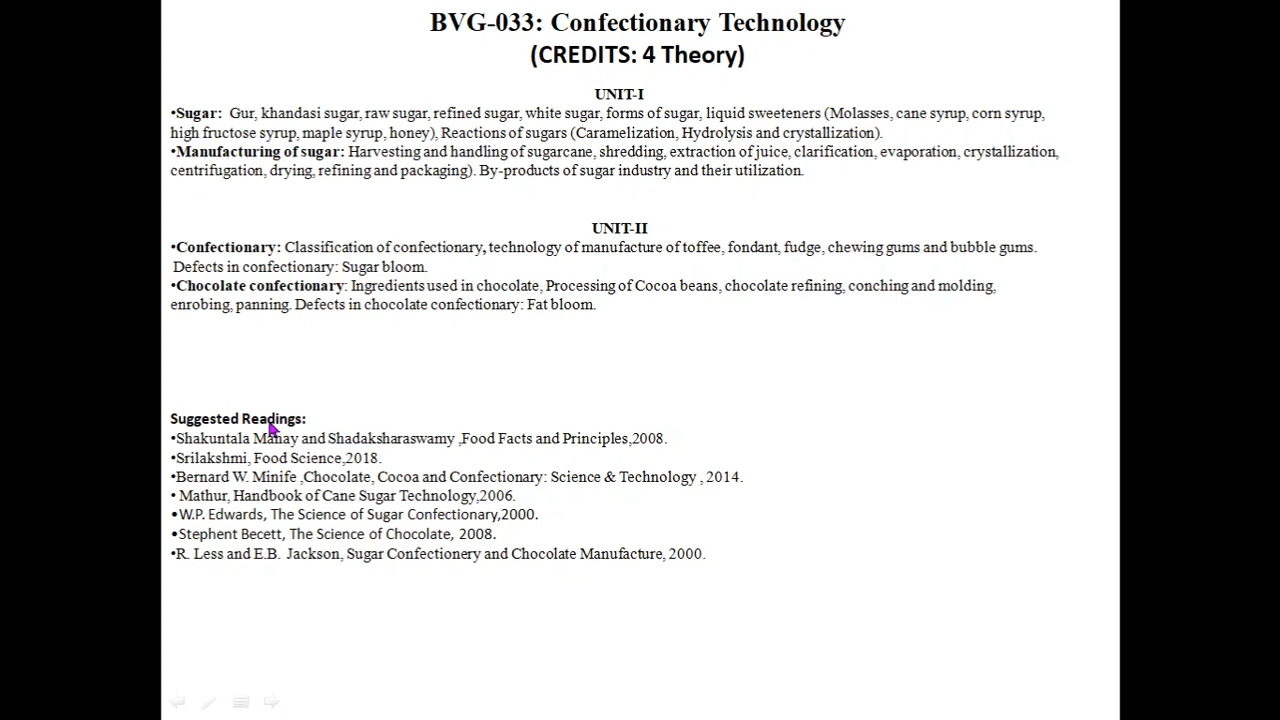 BVG-033: Confectionary Technology
(CREDITS: 4 Theory)
UNIT-I
•Sugar: Gur, khandasi sugar, raw sugar, refined sugar, white sugar, forms of sugar, liquid sweeteners (Molasses, cane syrup, corn syrup,
high fructose syrup, maple syrup, honey), Reactions of sugars (Caramelization, Hydrolysis and crystallization).
•Manufacturing of sugar: Harvesting and handling of sugarcane, shredding, extraction of juice, clarification, evaporation, crystallization,
centrifugation, drying, refining and packaging). By-products of sugar industry and their utilization.
UNIT-II
•Confectionary: Classification of confectionary, technology of manufacture of toffee, fondant, fudge, chewing gums and bubble gums.
Defects in confectionary: Sugar bloom.
•Chocolate confectionary: Ingredients used in chocolate, Processing of Cocoa beans, chocolate refining, conching and molding,
enrobing, panning. Defects in chocolate confectionary: Fat bloom.
Suggested Readings:
•Shakuntala Manay and Shadaksharaswamy ,Food Facts and Principles,2008.
•Srilakshmi, Food Science,2018.
•Bernard W. Minife ,Chocolate, Cocoa and Confectionary: Science & Technology , 2014.
• Mathur, Handbook of Cane Sugar Technology,2006.
•W.P. Edwards, The Science of Sugar Confectionary,2000.
•Stephent Becett, The Science of Chocolate, 2008.
•R. Less and E.B. Jackson, Sugar Confectionery and Chocolate Manufacture, 2000.